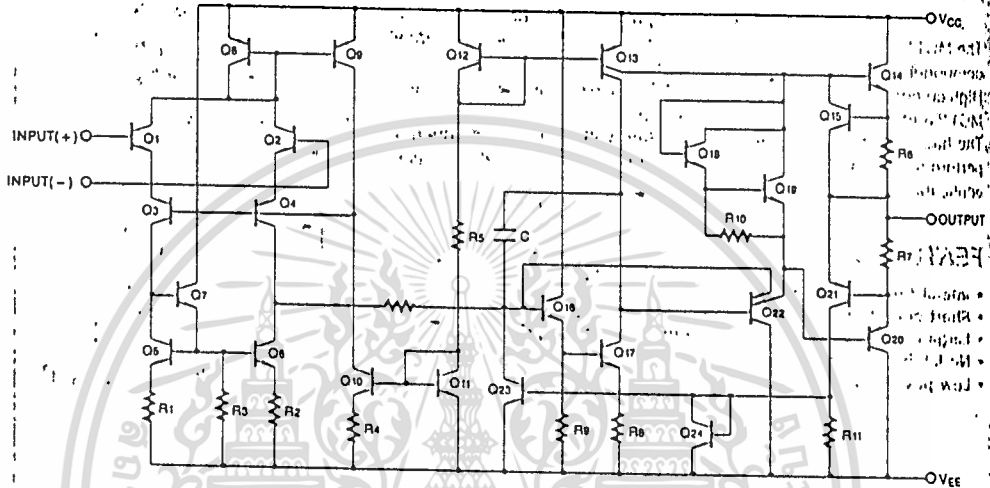 Q8
Q9
Q12
Q13
VCC
Q14
Q15
INPUT(+)
Q1
Q2
Q18
R6
INPUT(-)
Q19
Q3
Q4
R10
OUTPUT
R5
C
R7
Q7
Q16
Q22
Q21
Q20
Q5
Q6
Q17
Q10
Q11
Q23
R1
R3
R2
R4
R9
R8
Q24
R11
VEE